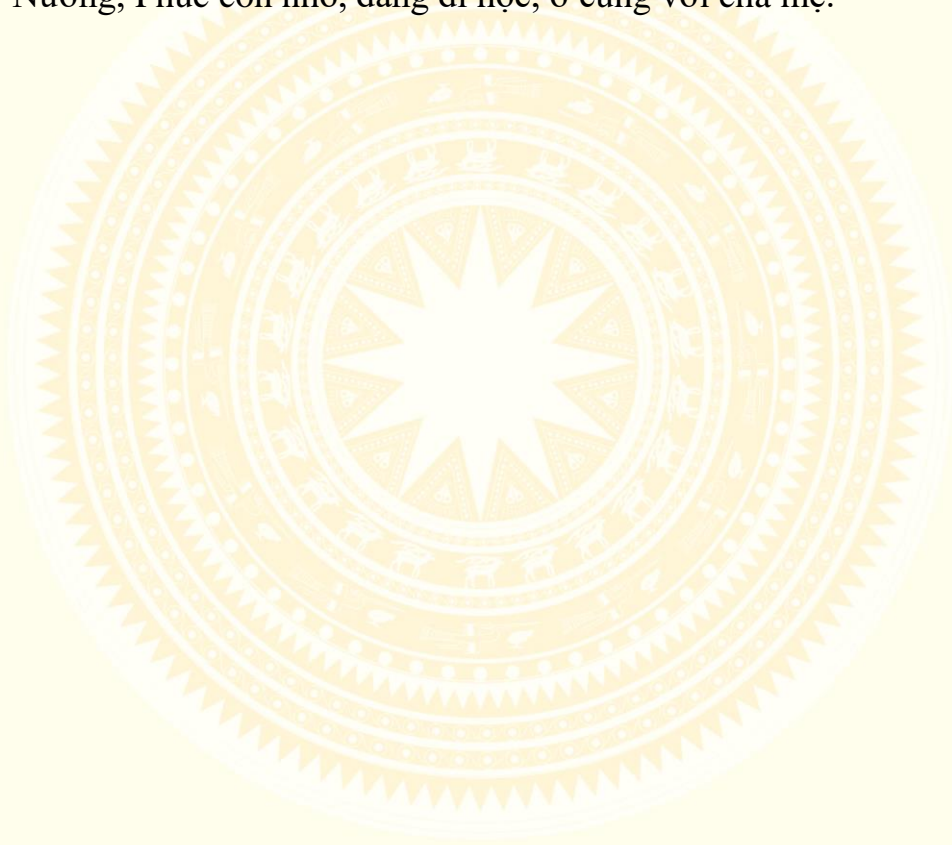 Nương, Phúc còn nhỏ, đang đi học, ở cùng với cha mẹ.